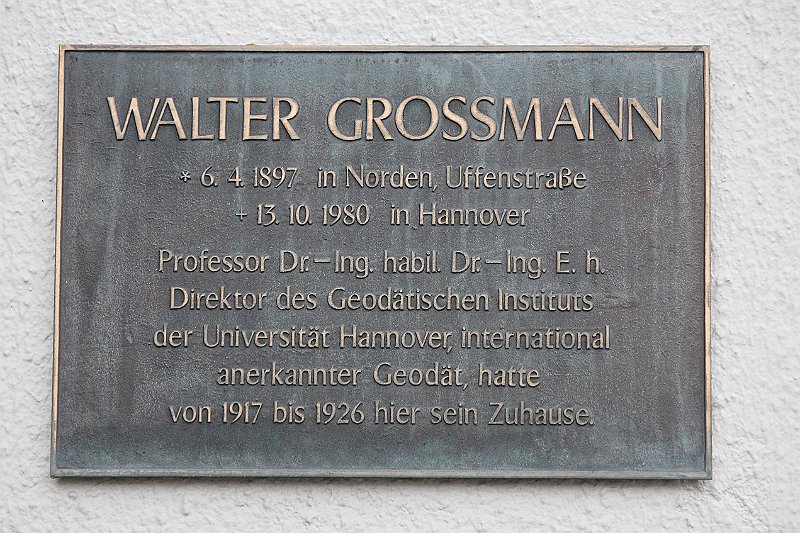 WALTER GROSSMANN
* 6. 4. 1897 in Norden, Uffenstraße
+ 13. 10. 1980 in Hannover
Professor Dr.-Ing. habil. Dr.-Ing. E. h.
Direktor des Geodätischen Instituts
der Universität Hannover, international
anerkannter Geodät, hatte
von 1917 bis 1926 hier sein Zuhause.